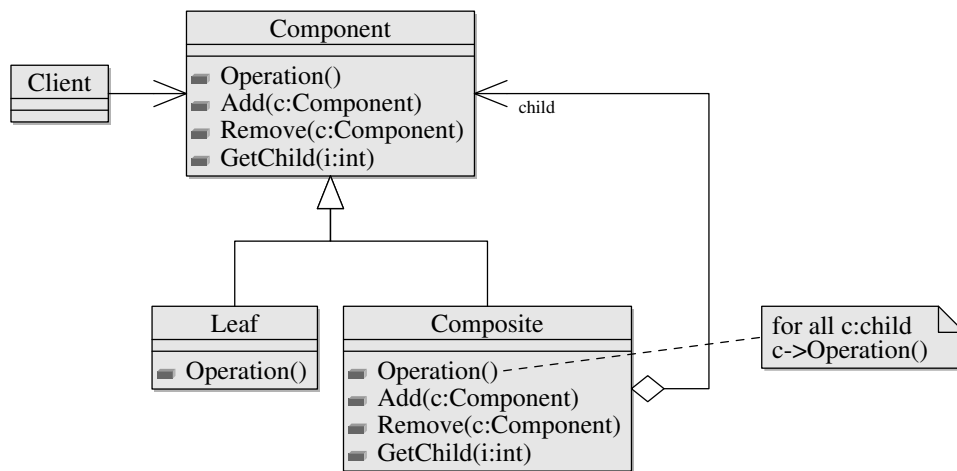 Component
Operation()
Add(c:Component)
Remove(c:Component)
GetChild(i:int)
Client
child
Leaf
Operation()
Composite
Operation()
Add(c:Component)
Remove(c:Component)
GetChild(i:int)
for all c:child
c->Operation()